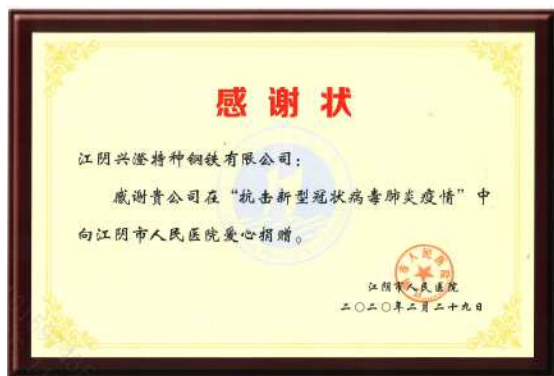 感谢状
江阴兴澄特种钢铁有限公司：
感谢贵公司在“抗击新型冠状病毒肺炎疫情”中
向江阴市人民医院爱心捐赠。
江阴市人民医院
二〇二〇年二月二十九日